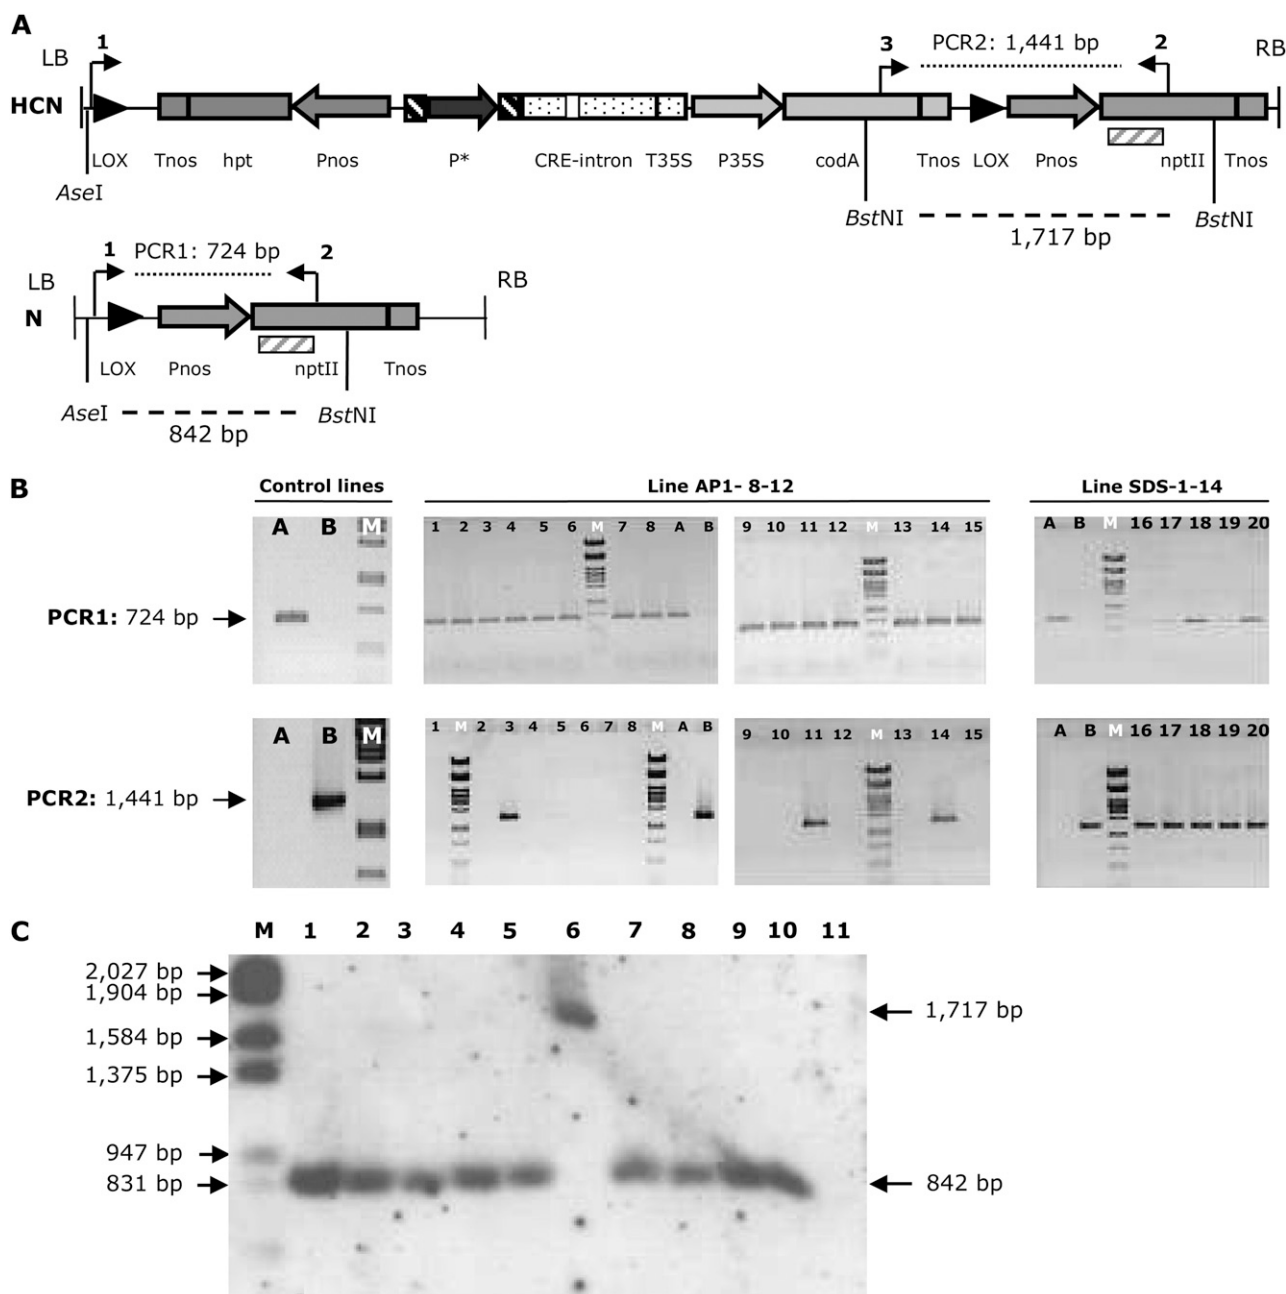 A
LB 1 3 PCR2: 1,441 bp 2 RB
HCN
LOX Tnos hpt Pnos P* CRE-intron T35S P35S codA Tnos LOX Pnos nptII Tnos
AseI BstNI BstNI
1,717 bp
LB 1 PCR1: 724 bp 2 RB
N
LOX Pnos nptII Tnos
AseI BstNI
842 bp
B
Control lines Line AP1- 8-12 Line SDS-1-14
A B M 1 2 3 4 5 6 M 7 8 A B 9 10 11 12 M 13 14 15 A B M 16 17 18 19 20
PCR1: 724 bp
A B M 1 M 2 3 4 5 6 7 8 M A B 9 10 11 12 M 13 14 15 A B M 16 17 18 19 20
PCR2: 1,441 bp
C
M 1 2 3 4 5 6 7 8 9 10 11
2,027 bp
1,904 bp
1,717 bp
1,584 bp
1,375 bp
947 bp
831 bp 842 bp